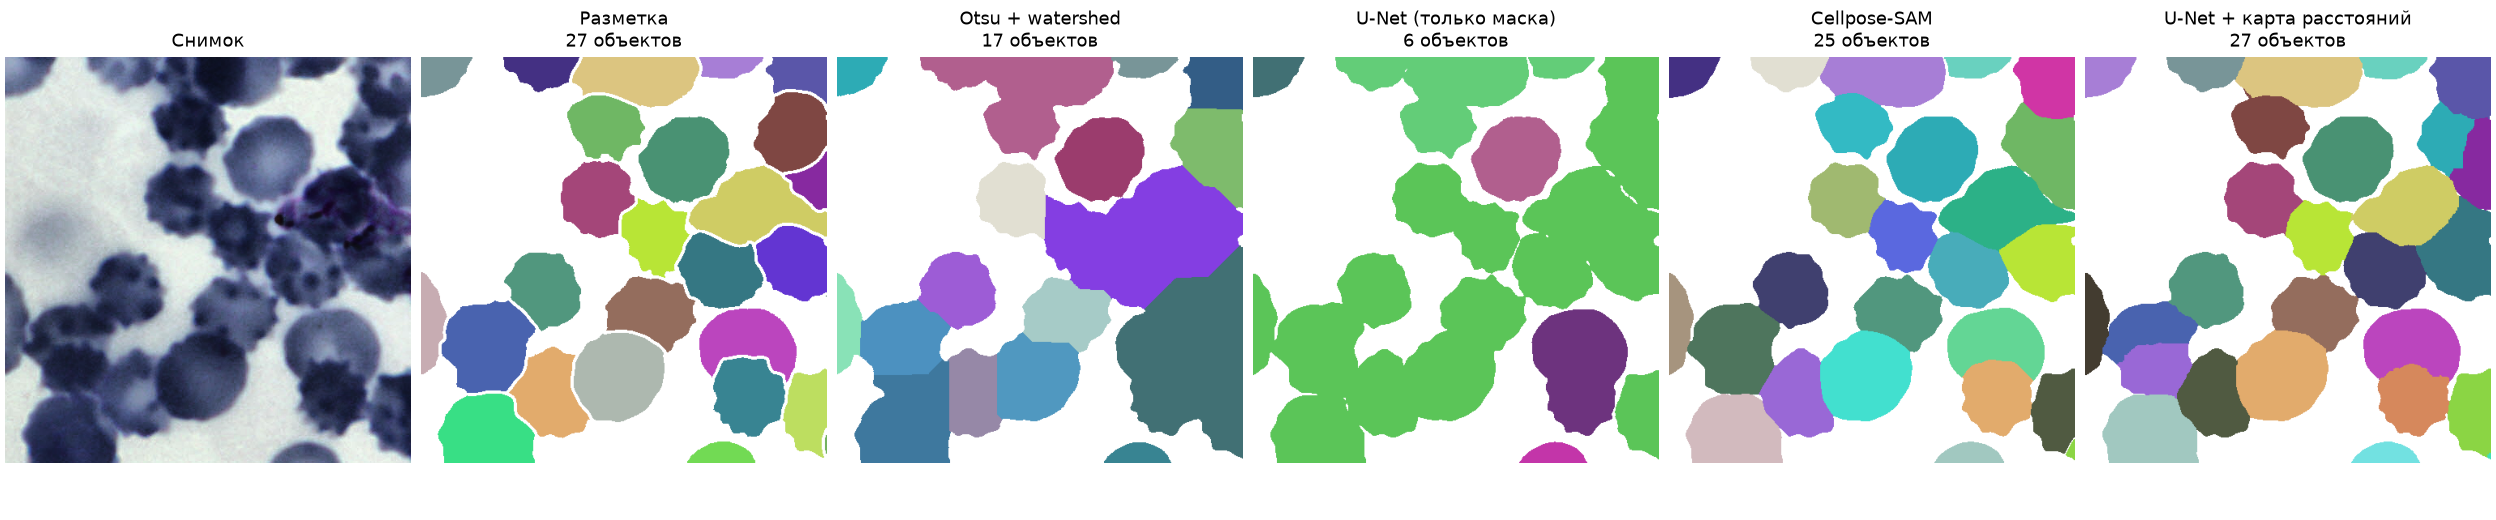 Снимок
Разметка
27 объектов
Otsu + watershed
17 объектов
U-Net (только маска)
6 объектов
Cellpose-SAM
25 объектов
U-Net + карта расстояний
27 объектов